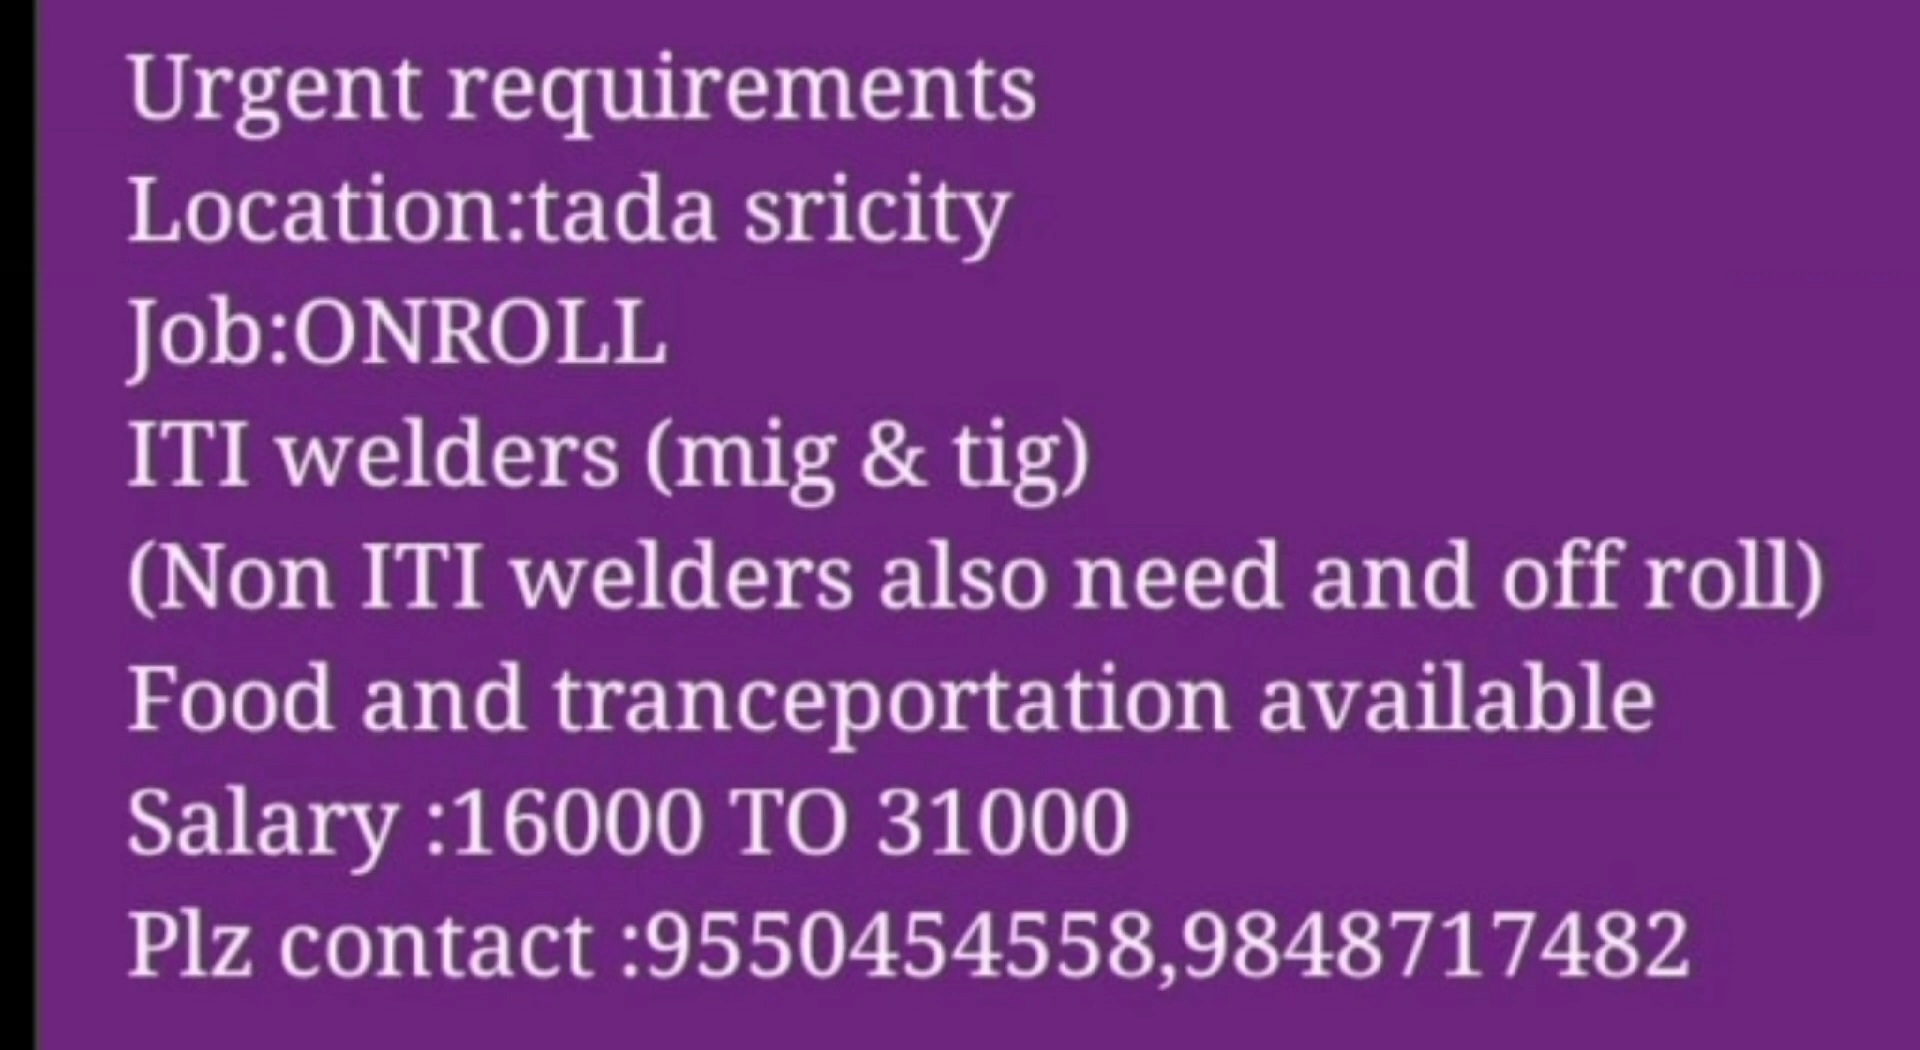 Urgent requirements
Location:tada sricity
Job:ONROLL
ITI welders (mig & tig)
(Non ITI welders also need and off roll)
Food and tranceportation available
Salary :16000 TO 31000
Plz contact :9550454558,9848717482